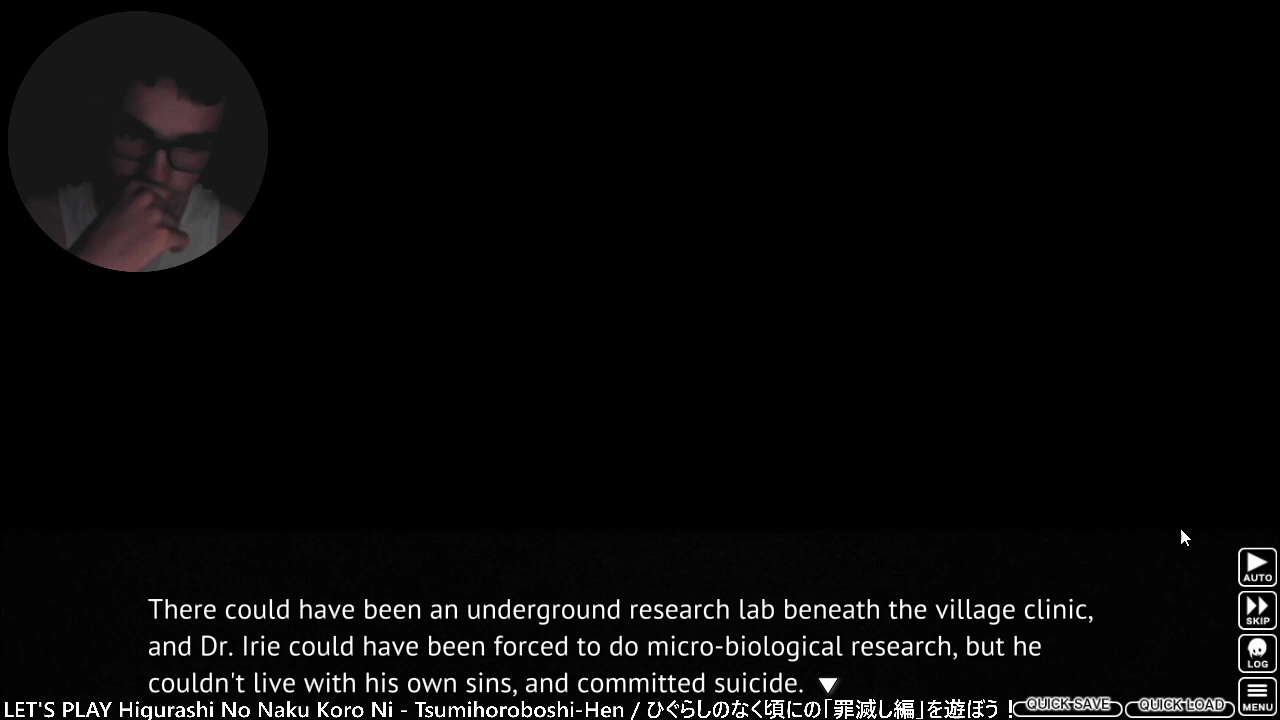 There could have been an underground research lab beneath the village clinic,
and Dr. Irie could have been forced to do micro-biological research, but he
couldn't live with his own sins, and committed suicide.
AUTO
SKIP
LOG
MENU
QUICK SAVE
QUICK LOAD
LET'S PLAY Higurashi No Naku Koro Ni - Tsumihoroboshi-Hen / ひぐらしのなく頃にの「罪滅し編」を遊ぼう！